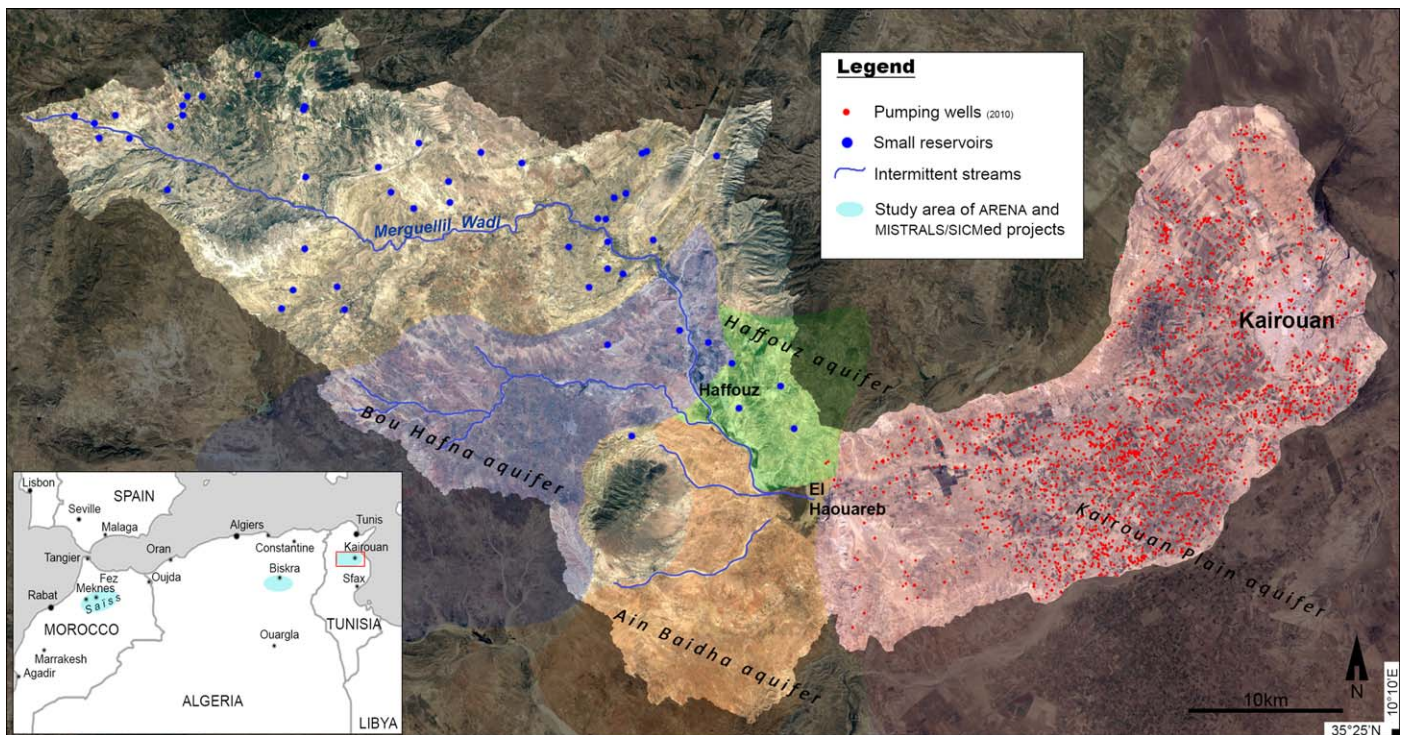 Legend
Pumping wells (2010)
Small reservoirs
Intermittent streams
Study area of ARENA and
MISTRALS/SICMed projects
Merguellil Wadi
Kairouan
Haffouz aquifer
Haffouz
Bou Hafna aquifer
El
Haouareb
Kairouan Plain aquifer
Ain Baidha aquifer
Lisbon
SPAIN
Seville
Malaga
Algiers
Tunis
Tangier
Oran
Constantine
Kairouan
Fez
Oujda
Biskra
Sfax
Meknes
Rabat
Saïss
MOROCCO
TUNISIA
Ouargla
Marrakesh
Agadir
ALGERIA
LIBYA
N
10km
10°10'E
35°25'N